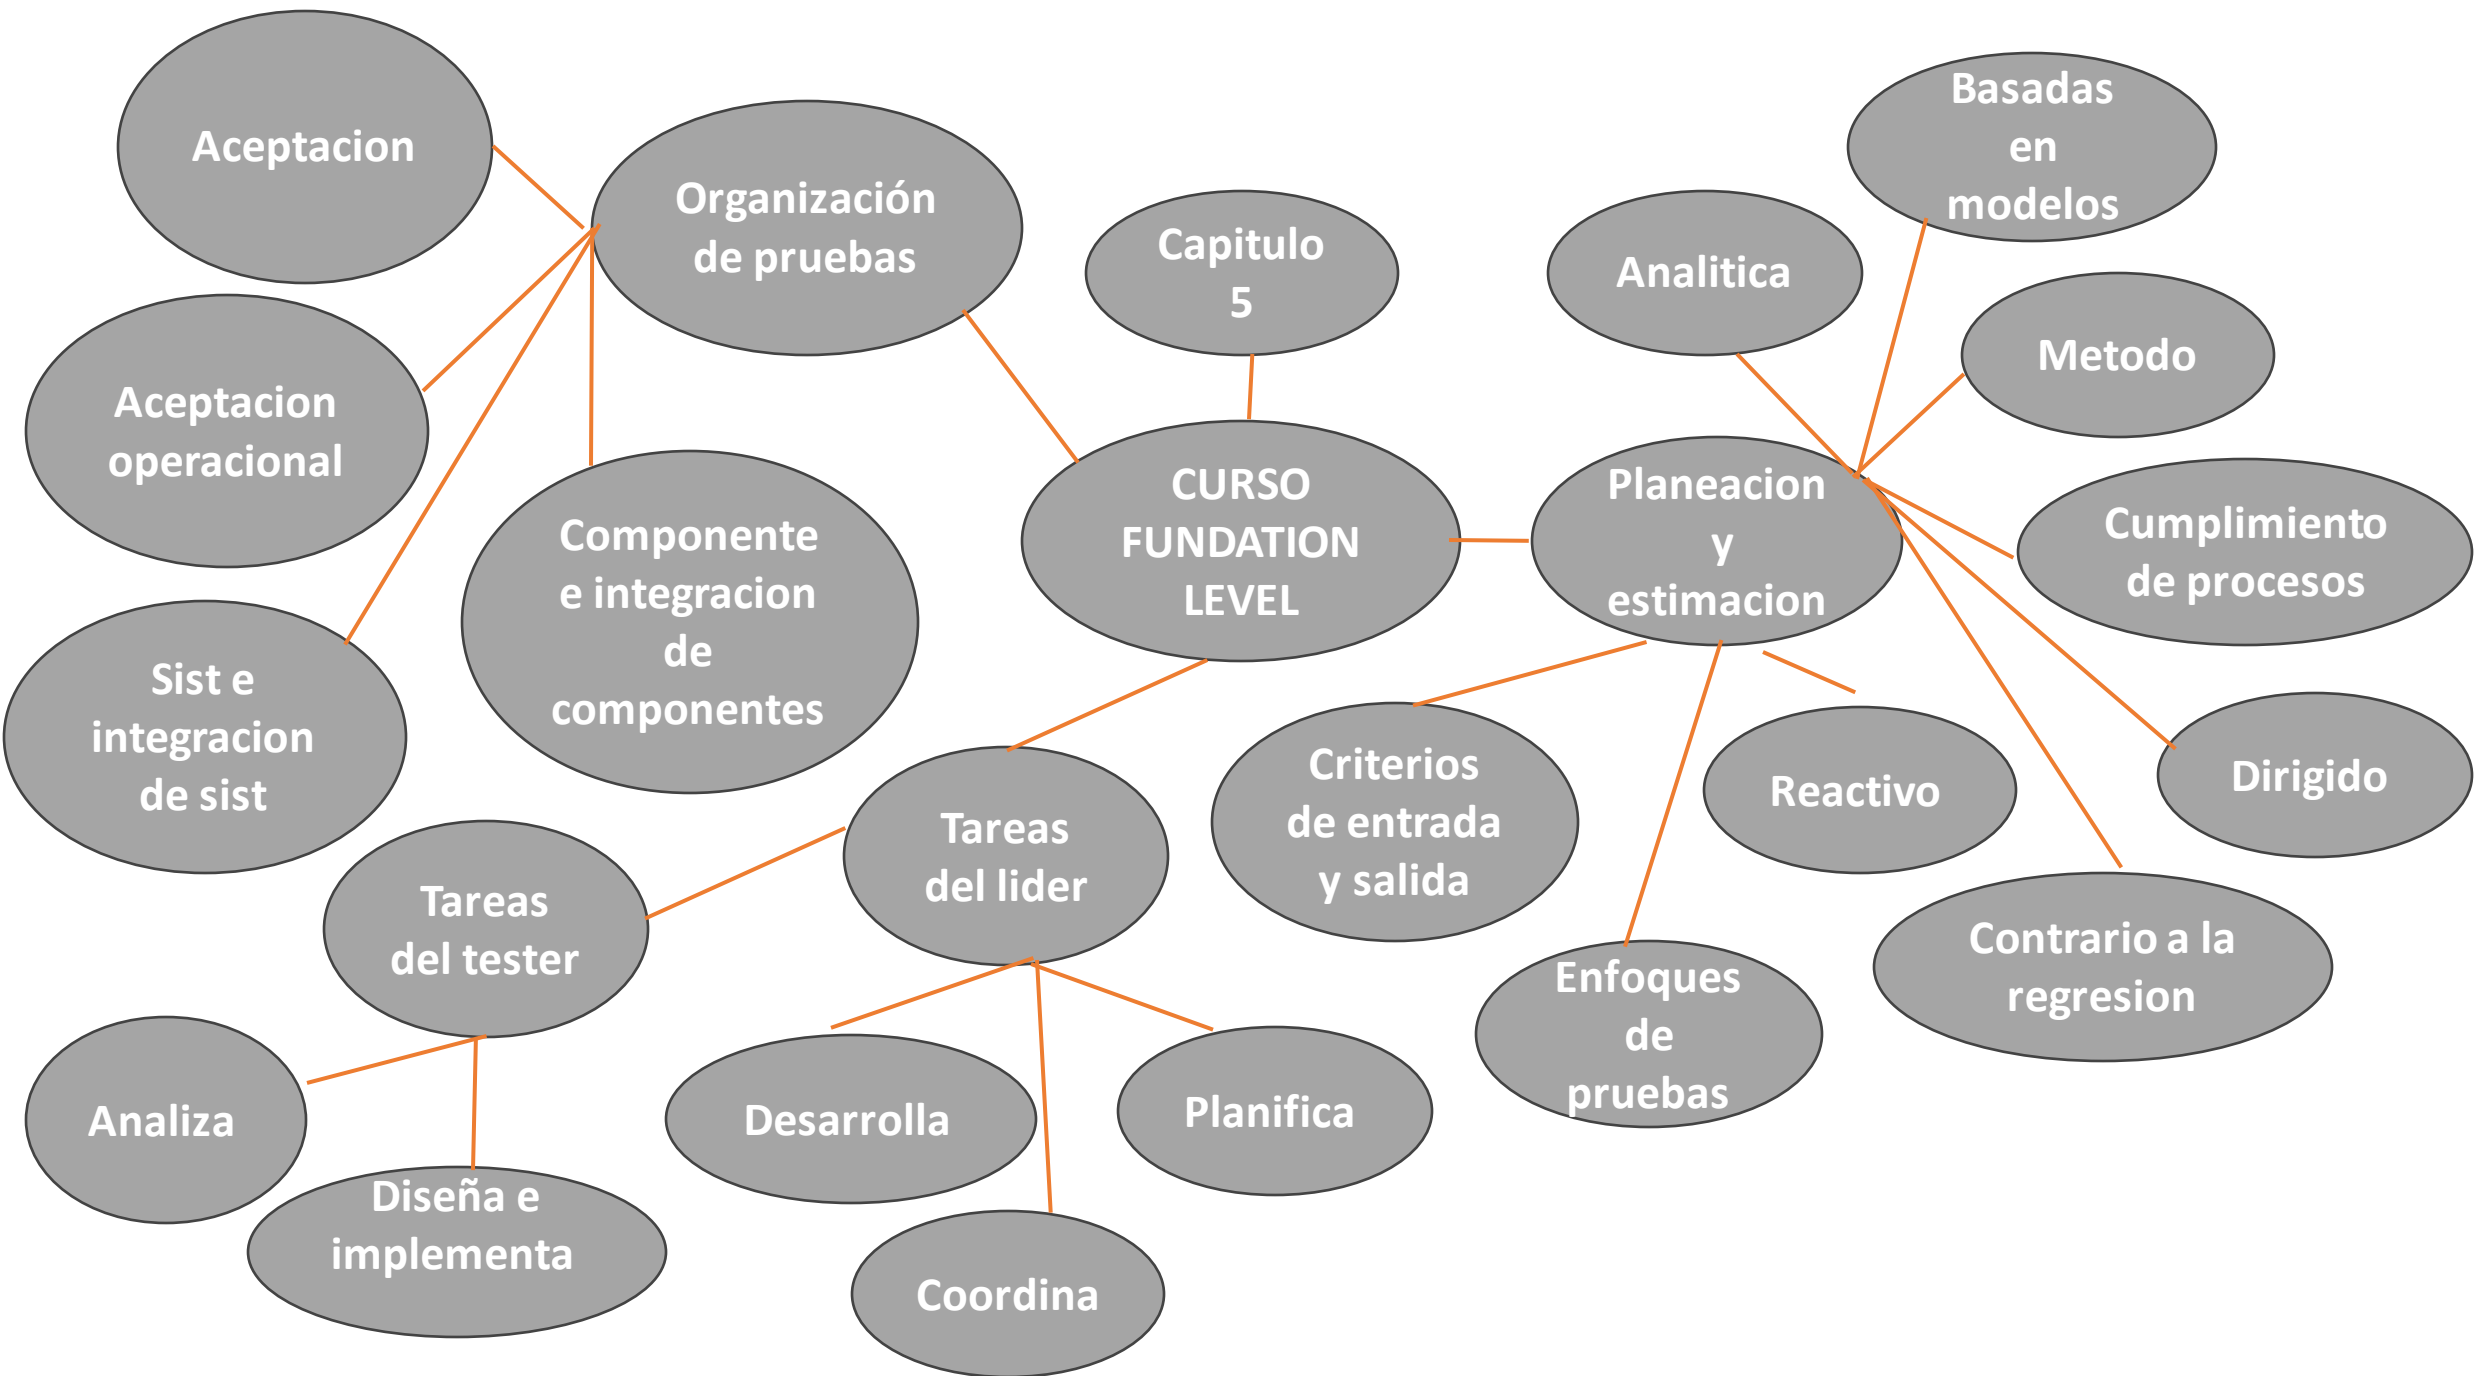 Aceptacion
Organización
de pruebas
Capitulo
5
Analitica
Basadas
en
modelos
Metodo
Aceptacion
operacional
Componente
e integracion
de
componentes
CURSO
FUNDATION
LEVEL
Planeacion
y
estimacion
Cumplimiento
de procesos
Sist e
integracion
de sist
Tareas
del tester
Tareas
del lider
Criterios
de entrada
y salida
Reactivo
Dirigido
Contrario a la
regresion
Enfoques
de
pruebas
Analiza
Diseña e
implementa
Desarrolla
Planifica
Coordina